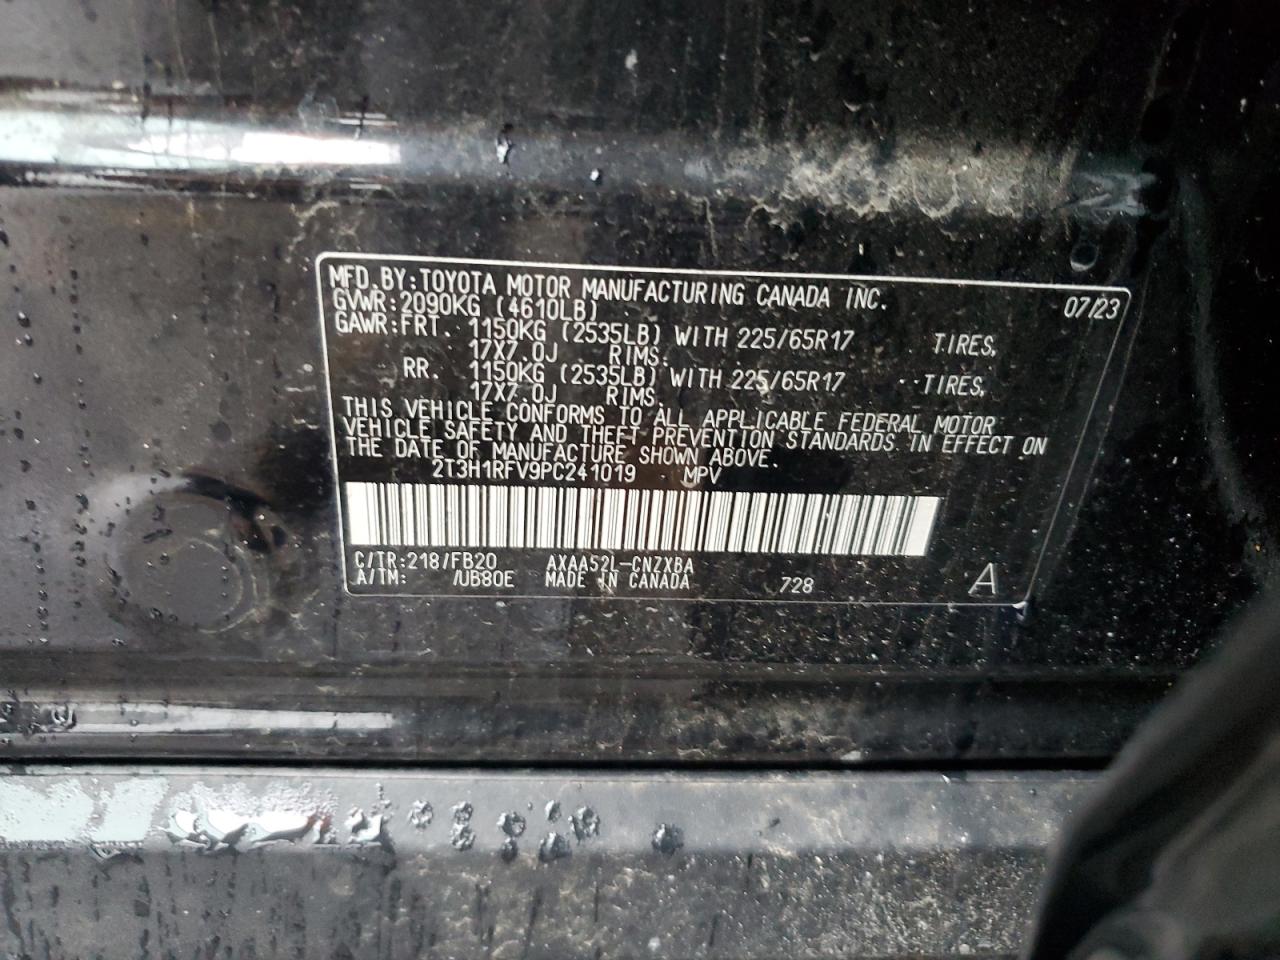 MFD.BY:TOYOTA MOTOR MANUFACTURING CANADA INC. 07/23
GVWR:2090KG (4610LB)
GAWR:FRT. 1150KG (2535LB) WITH 225/65R17 TIRES,
17X7.0J RIMS.
RR. 1150KG (2535LB) WITH 225/65R17 TIRES,
17X7.0J RIMS.
THIS VEHICLE CONFORMS TO ALL APPLICABLE FEDERAL MOTOR
VEHICLE SAFETY AND THEFT PREVENTION STANDARDS IN EFFECT ON
THE DATE OF MANUFACTURE SHOWN ABOVE.
2T3H1RFV9PC241019 MPV
C/TR:218/FB20 AXAA52L-CNZXBA
A/TM: /UB80E MADE IN CANADA 728 A